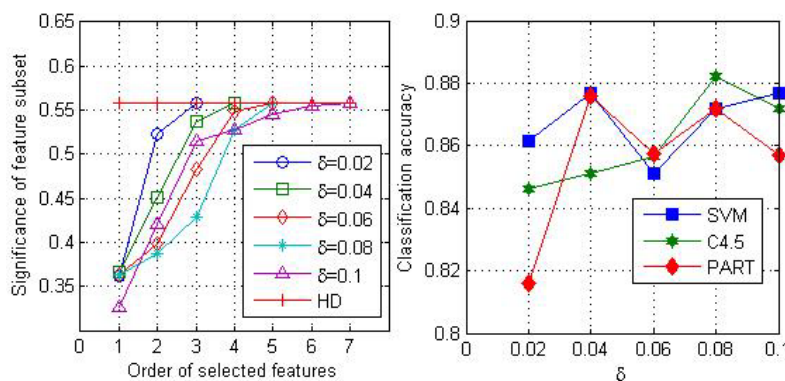 0.65
0.6
0.55
0.5
0.45
0.4
0.35
0
0 1 2 3 4 5 6 7
Significance of feature subset
Order of selected features
δ=0.02
δ=0.04
δ=0.06
δ=0.08
δ=0.1
HD
0.9
0.88
0.86
0.84
0.82
0.8
0 0.02 0.04 0.06 0.08 0.1
Classification accuracy
δ
SVM
C4.5
PART